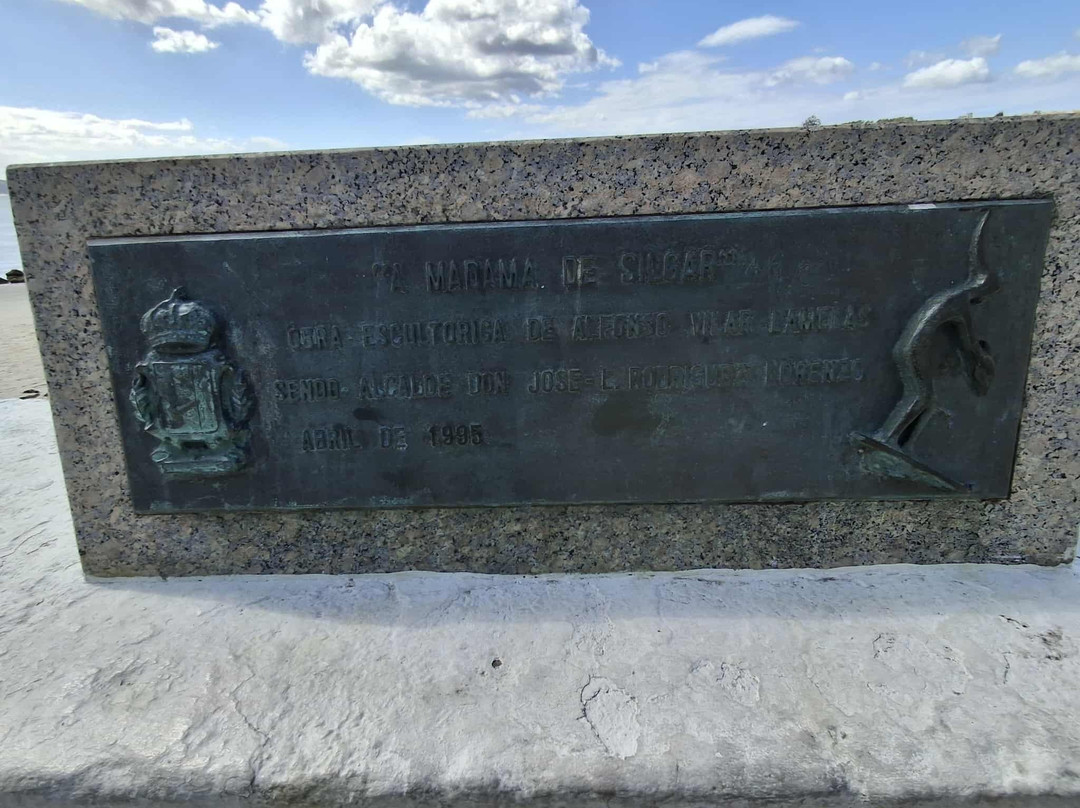 "A MADAMA DE SILGAR"
OBRA ESCULTORICA DE ALFONSO VILAR LAMELAS
SENDO ALCALDE DON JOSE-L. RODRIGUEZ LORENZO
ABRIL DE 1995